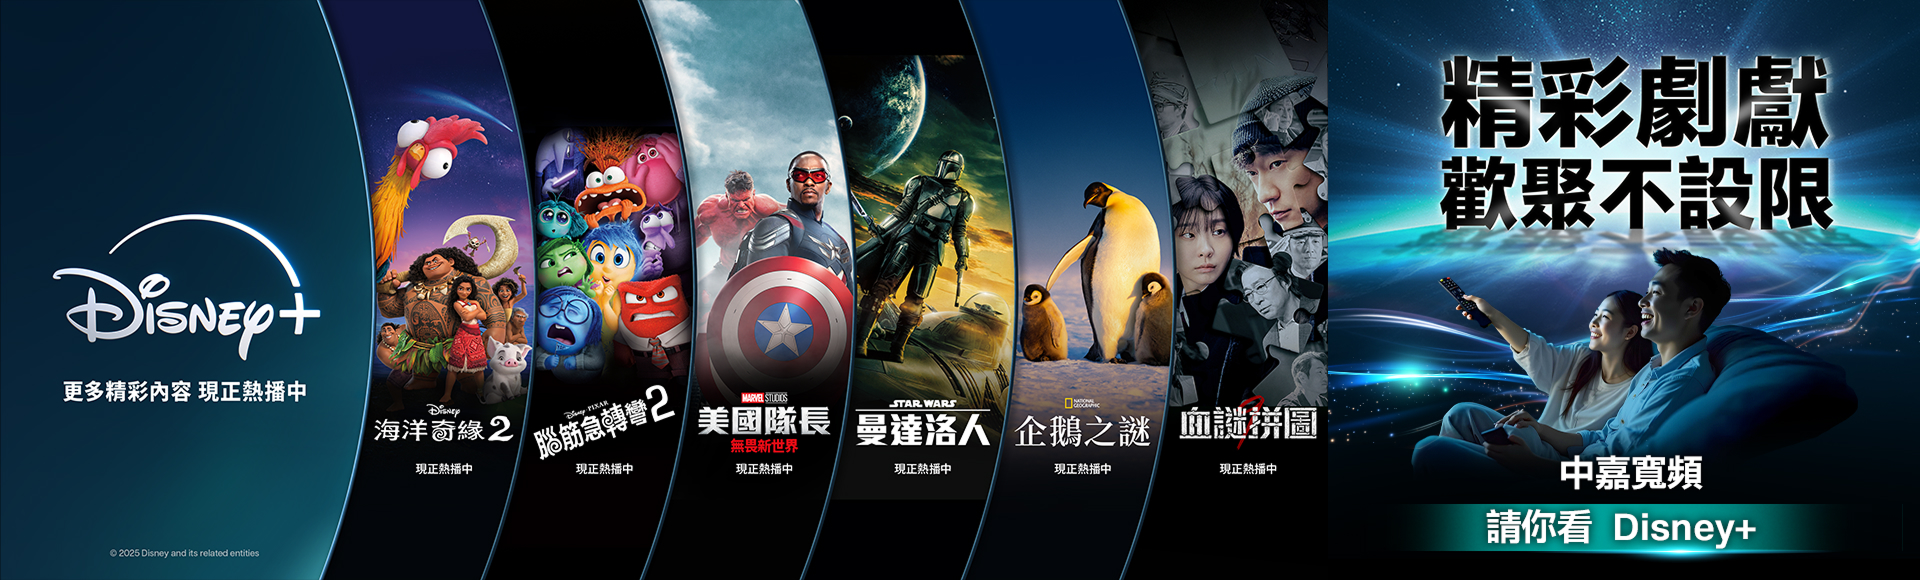 Disney+
更多精彩內容 現正熱播中
© 2025 Disney and its related entities
Disney
海洋奇緣2
現正熱播中
Disney PIXAR
腦筋急轉彎2
現正熱播中
MARVEL STUDIOS
美國隊長
無畏新世界
現正熱播中
STAR WARS
曼達洛人
現正熱播中
NATIONAL GEOGRAPHIC
企鵝之謎
現正熱播中
血謎拼圖
現正熱播中
精彩劇獻
歡聚不設限
中嘉寬頻
請你看 Disney+